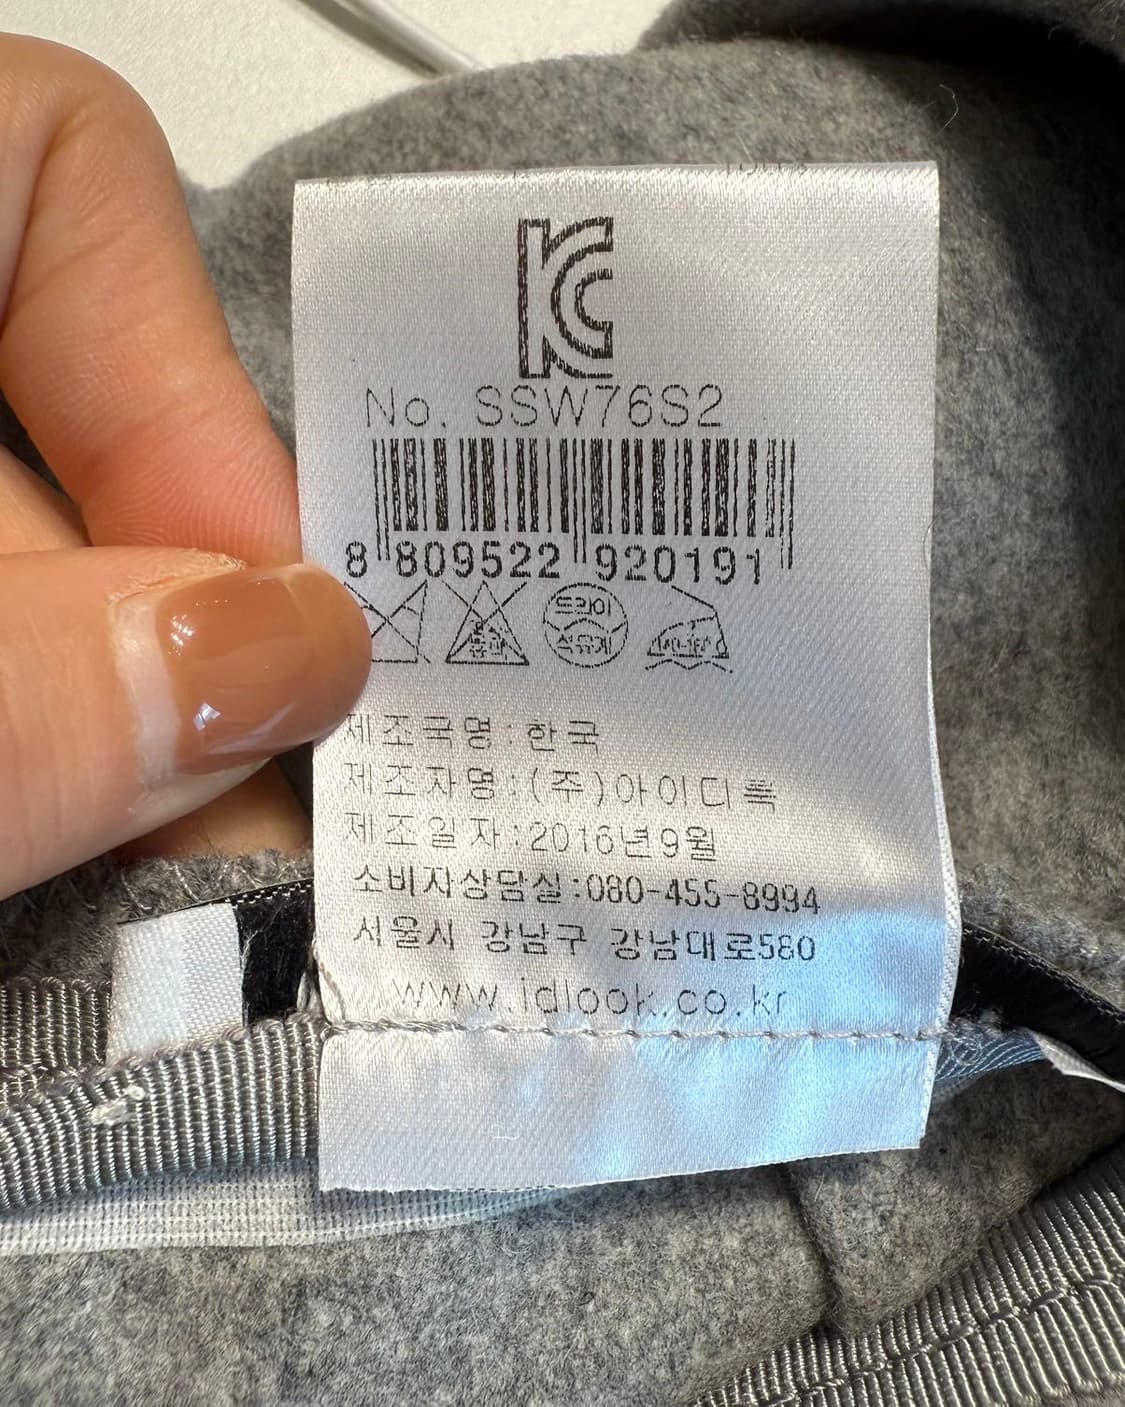 KC
No. SSW76S2
8 809522 920191
드라이
석유계
제조국명:한국
제조자명:(주)아이디룩
제조일자:2016년9월
소비자상담실:080-455-8994
서울시 강남구 강남대로580
www.idlook.co.kr